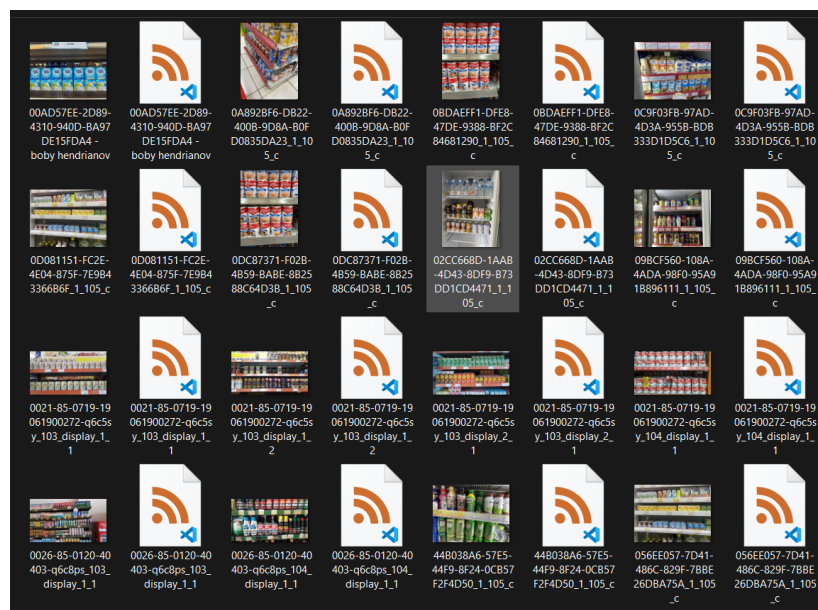 00AD57EE-2D89-
4310-940D-BA97
DE15FDA4 -
boby hendrianov
00AD57EE-2D89-
4310-940D-BA97
DE15FDA4 -
boby hendrianov
0A892BF6-DB22-
400B-9D8A-B0F
D0835DA23_1_10
5_c
0A892BF6-DB22-
400B-9D8A-B0F
D0835DA23_1_10
5_c
0BDAEFF1-DFE8-
47DE-9388-BF2C
84681290_1_105_
c
0BDAEFF1-DFE8-
47DE-9388-BF2C
84681290_1_105_
c
0C9F03FB-97AD-
4D3A-955B-BDB
333D1D5C6_1_10
5_c
0C9F03FB-97AD-
4D3A-955B-BDB
333D1D5C6_1_10
5_c
0D081151-FC2E-
4E04-875F-7E9B4
3366B6F_1_105_c
0D081151-FC2E-
4E04-875F-7E9B4
3366B6F_1_105_c
0DC87371-F02B-
4B59-BABE-8B25
88C64D3B_1_105
_c
0DC87371-F02B-
4B59-BABE-8B25
88C64D3B_1_105
_c
02CC668D-1AAB
-4D43-8DF9-B73
DD1CD4471_1_1
05_c
02CC668D-1AAB
-4D43-8DF9-B73
DD1CD4471_1_1
05_c
09BCF560-108A-
4ADA-98F0-95A9
1B896111_1_105_
c
09BCF560-108A-
4ADA-98F0-95A9
1B896111_1_105_
c
0021-85-0719-19
061900272-q6c5s
y_103_display_1_
1
0021-85-0719-19
061900272-q6c5s
y_103_display_1_
1
0021-85-0719-19
061900272-q6c5s
y_103_display_1_
2
0021-85-0719-19
061900272-q6c5s
y_103_display_1_
2
0021-85-0719-19
061900272-q6c5s
y_103_display_2_
1
0021-85-0719-19
061900272-q6c5s
y_103_display_2_
1
0021-85-0719-19
061900272-q6c5s
y_104_display_1_
1
0021-85-0719-19
061900272-q6c5s
y_104_display_1_
1
0026-85-0120-40
403-q6c8ps_103_
display_1_1
0026-85-0120-40
403-q6c8ps_103_
display_1_1
0026-85-0120-40
403-q6c8ps_104_
display_1_1
0026-85-0120-40
403-q6c8ps_104_
display_1_1
44B038A6-57E5-
44F9-8F24-0CB57
F2F4D50_1_105_c
44B038A6-57E5-
44F9-8F24-0CB57
F2F4D50_1_105_c
056EE057-7D41-
486C-829F-7BBE
26DBA75A_1_105
_c
056EE057-7D41-
486C-829F-7BBE
26DBA75A_1_105
_c